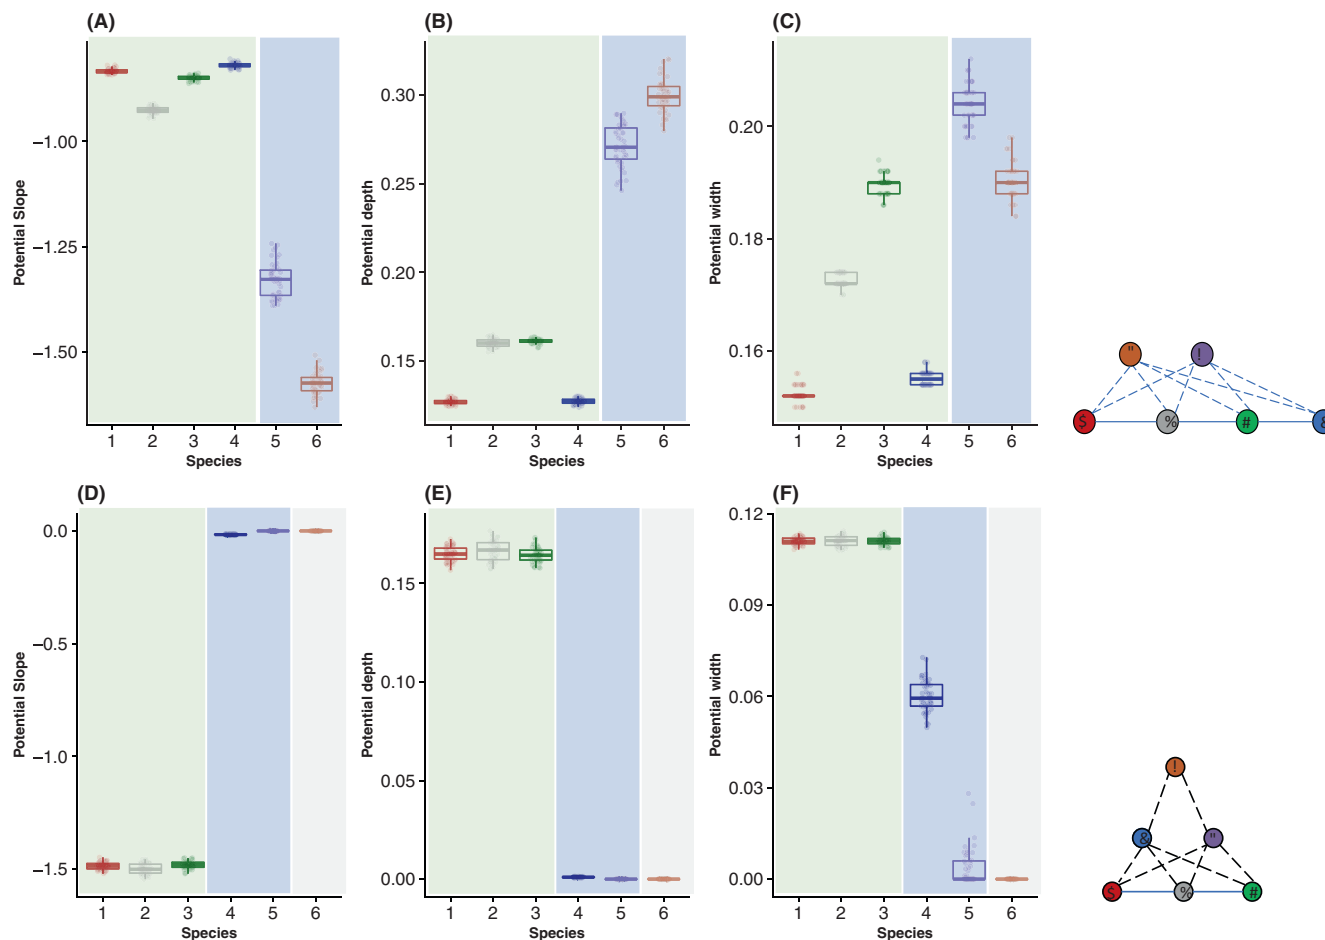 (A)
(B)
(C)
Potential Slope
−1.00
−1.25
−1.50
1 2 3 4 5 6
Species
Potential depth
0.30
0.25
0.20
0.15
1 2 3 4 5 6
Species
Potential width
0.20
0.18
0.16
1 2 3 4 5 6
Species
" !
$ % # &
(D)
(E)
(F)
Potential Slope
0.0
−0.5
−1.0
−1.5
1 2 3 4 5 6
Species
Potential depth
0.15
0.10
0.05
0.00
1 2 3 4 5 6
Species
Potential width
0.12
0.09
0.06
0.03
0.00
1 2 3 4 5 6
Species
!
& "
$ % #